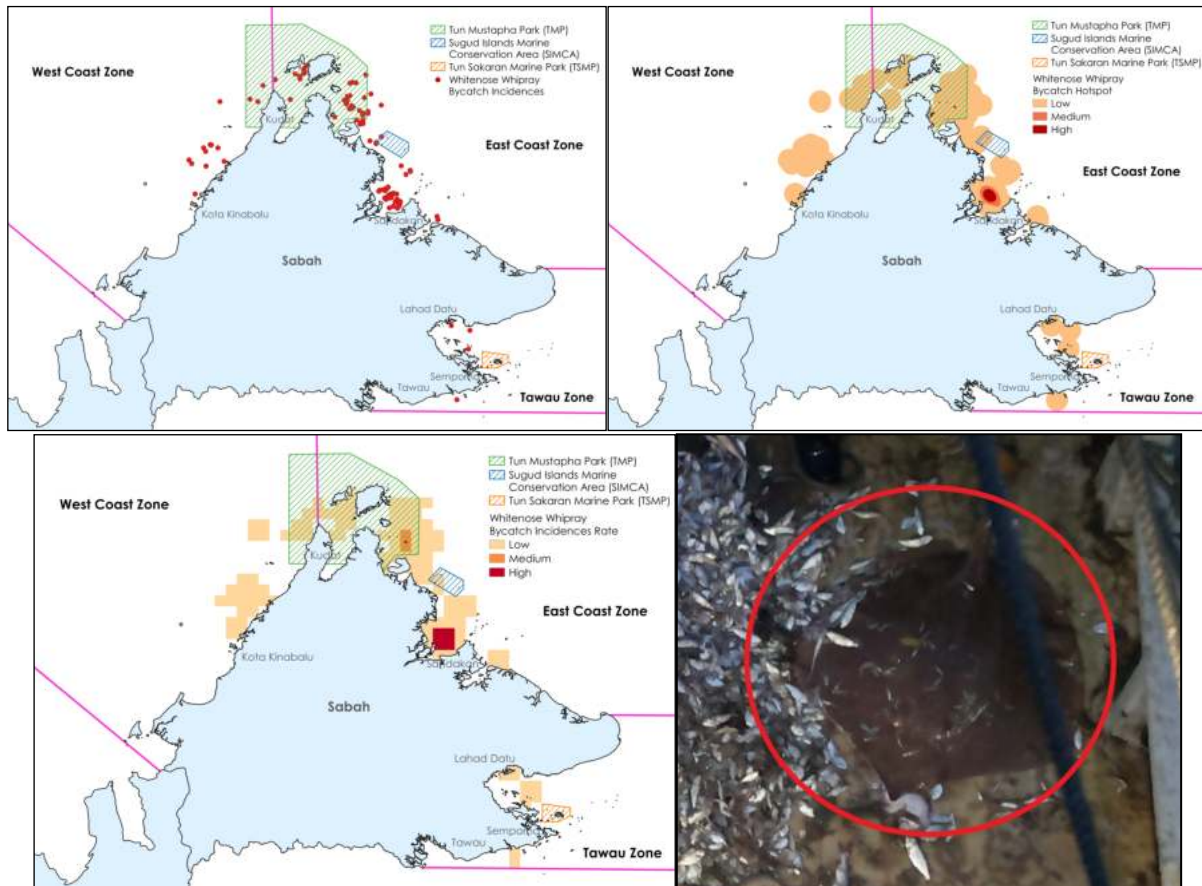 Tun Mustapha Park (TMP)
Sugud Islands Marine
Conservation Area (SIMCA)
Tun Sakaran Marine Park (TSMP)
Whitenose Whipray
Bycatch Incidences
West Coast Zone
Kudat
East Coast Zone
Kota Kinabalu
Sandakan
Sabah
Lahad Datu
Semporna
Tawau
Tawau Zone
Tun Mustapha Park (TMP)
Sugud Islands Marine
Conservation Area (SIMCA)
Tun Sakaran Marine Park (TSMP)
Whitenose Whipray
Bycatch Hotspot
Low
Medium
High
West Coast Zone
Kudat
East Coast Zone
Kota Kinabalu
Sandakan
Sabah
Lahad Datu
Semporna
Tawau
Tawau Zone
Tun Mustapha Park (TMP)
Sugud Islands Marine
Conservation Area (SIMCA)
Tun Sakaran Marine Park (TSMP)
Whitenose Whipray
Bycatch Incidences Rate
Low
Medium
High
West Coast Zone
Kudat
East Coast Zone
Kota Kinabalu
Sandakan
Sabah
Lahad Datu
Semporna
Tawau
Tawau Zone